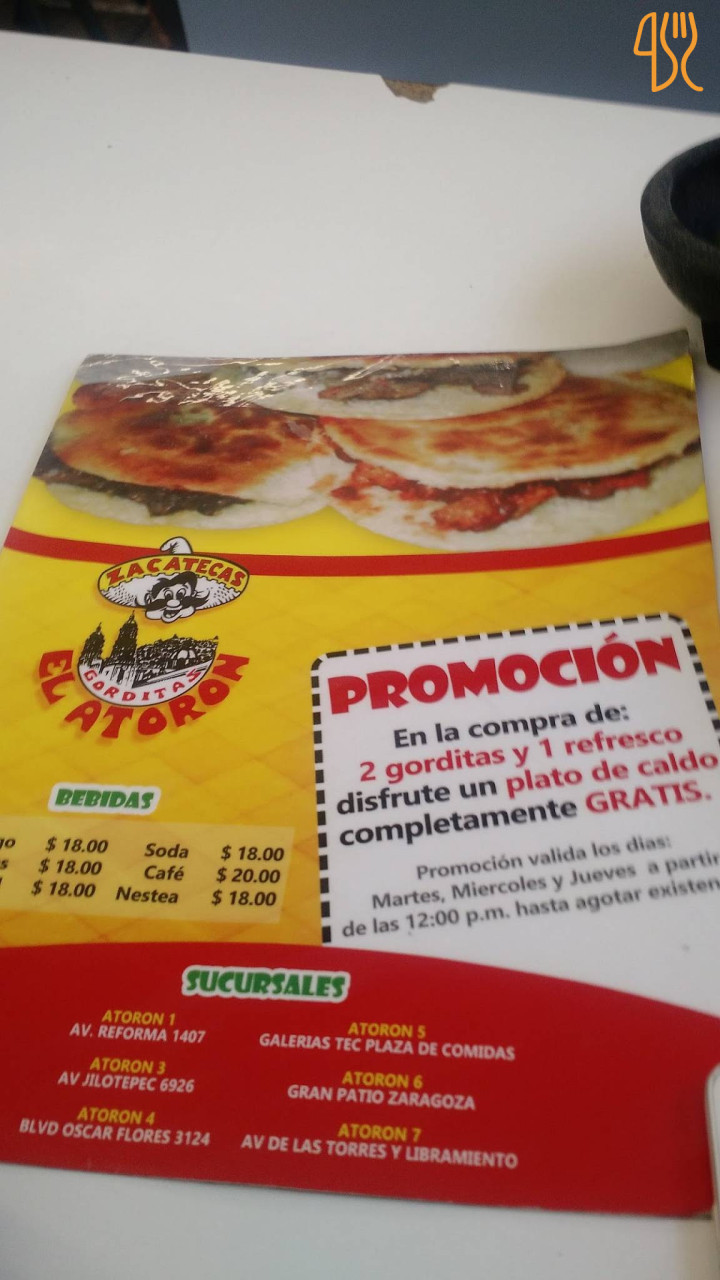 ZACATECAS
GORDITAS
EL ATORON
PROMOCIÓN
En la compra de:
2 gorditas y 1 refresco
disfrute un plato de caldo
completamente GRATIS.
Promoción valida los dias:
Martes, Miercoles y Jueves a partir
de las 12:00 p.m. hasta agotar existen
BEBIDAS
$ 18.00 Soda $ 18.00
$ 18.00 Café $ 20.00
$ 18.00 Nestea $ 18.00
SUCURSALES
ATORON 1
AV. REFORMA 1407
ATORON 3
AV JILOTEPEC 6926
ATORON 4
BLVD OSCAR FLORES 3124
ATORON 5
GALERIAS TEC PLAZA DE COMIDAS
ATORON 6
GRAN PATIO ZARAGOZA
ATORON 7
AV DE LAS TORRES Y LIBRAMIENTO